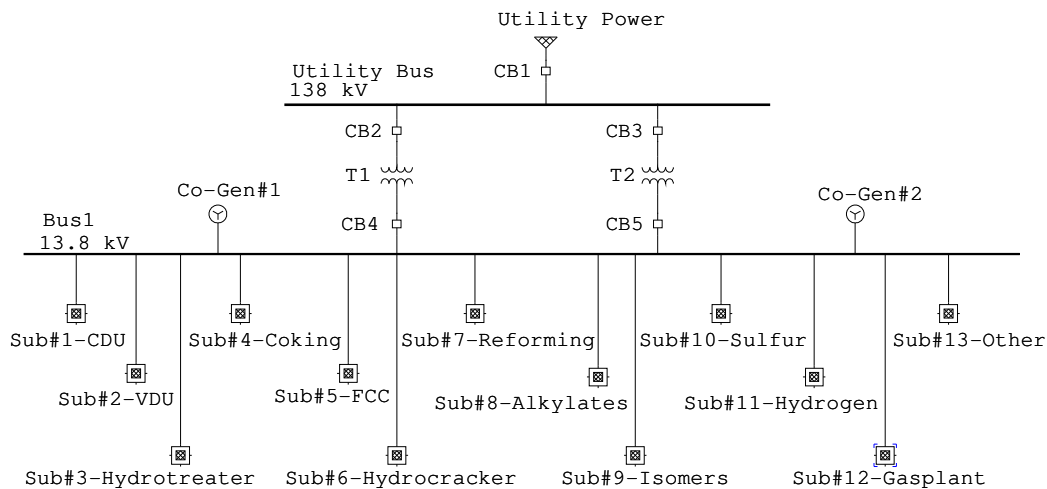 Utility Power
CB1
Utility Bus
138 kV
CB2
CB3
T1
T2
Co-Gen#1
Co-Gen#2
CB4
CB5
Bus1
13.8 kV
Sub#1-CDU
Sub#4-Coking
Sub#7-Reforming
Sub#10-Sulfur
Sub#13-Other
Sub#2-VDU
Sub#5-FCC
Sub#8-Alkylates
Sub#11-Hydrogen
Sub#3-Hydrotreater
Sub#6-Hydrocracker
Sub#9-Isomers
Sub#12-Gasplant